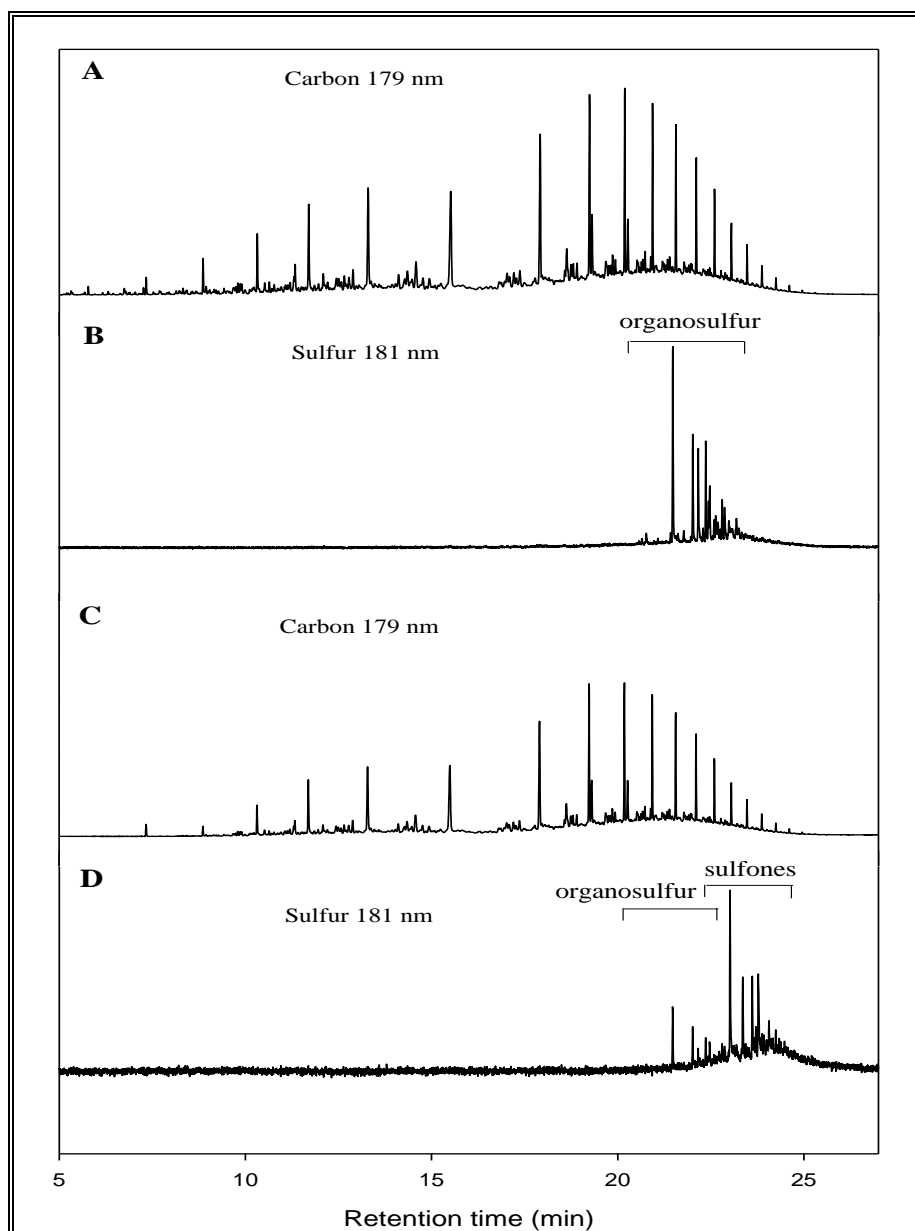 A
Carbon 179 nm
B
organosulfur
Sulfur 181 nm
C
Carbon 179 nm
D
sulfones
organosulfur
Sulfur 181 nm
5 10 15 20 25
Retention time (min)